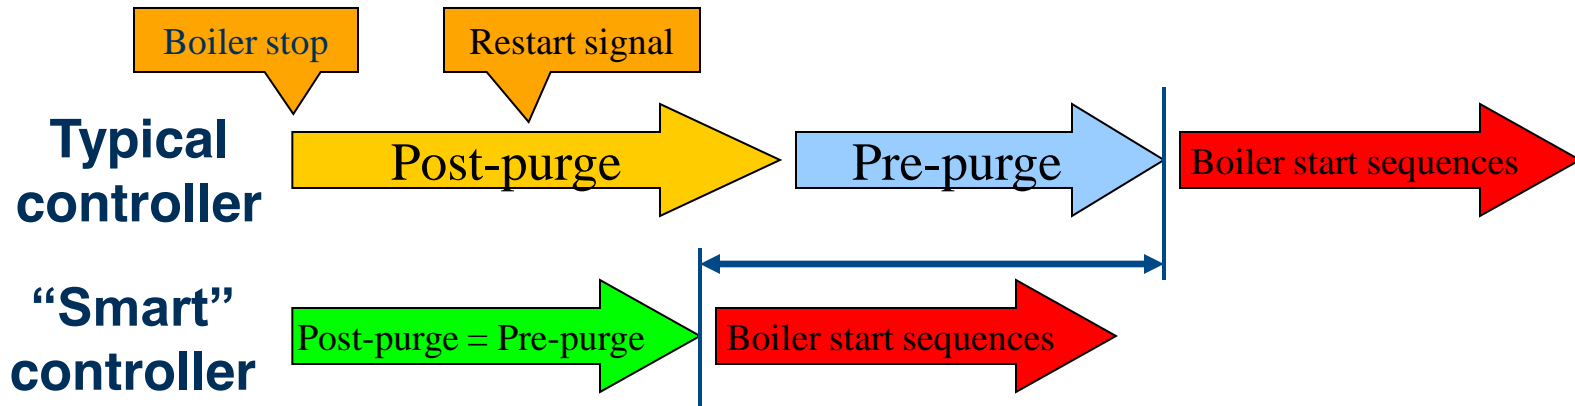 Boiler stop
Restart signal
Typical
controller
Post-purge
Pre-purge
Boiler start sequences
“Smart”
controller
Post-purge = Pre-purge
Boiler start sequences